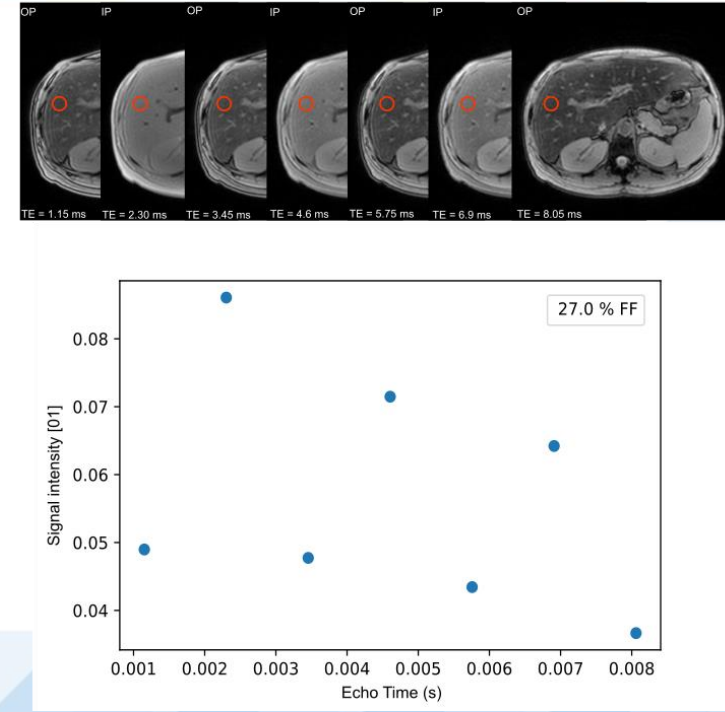 OP IP OP IP OP IP OP
TE = 1.15 ms TE = 2.30 ms TE = 3.45 ms TE = 4.6 ms TE = 5.75 ms TE = 6.9 ms TE = 8.05 ms
27.0 % FF
0.08
0.07
0.06
0.05
0.04
Signal intensity [01]
0.001 0.002 0.003 0.004 0.005 0.006 0.007 0.008
Echo Time (s)